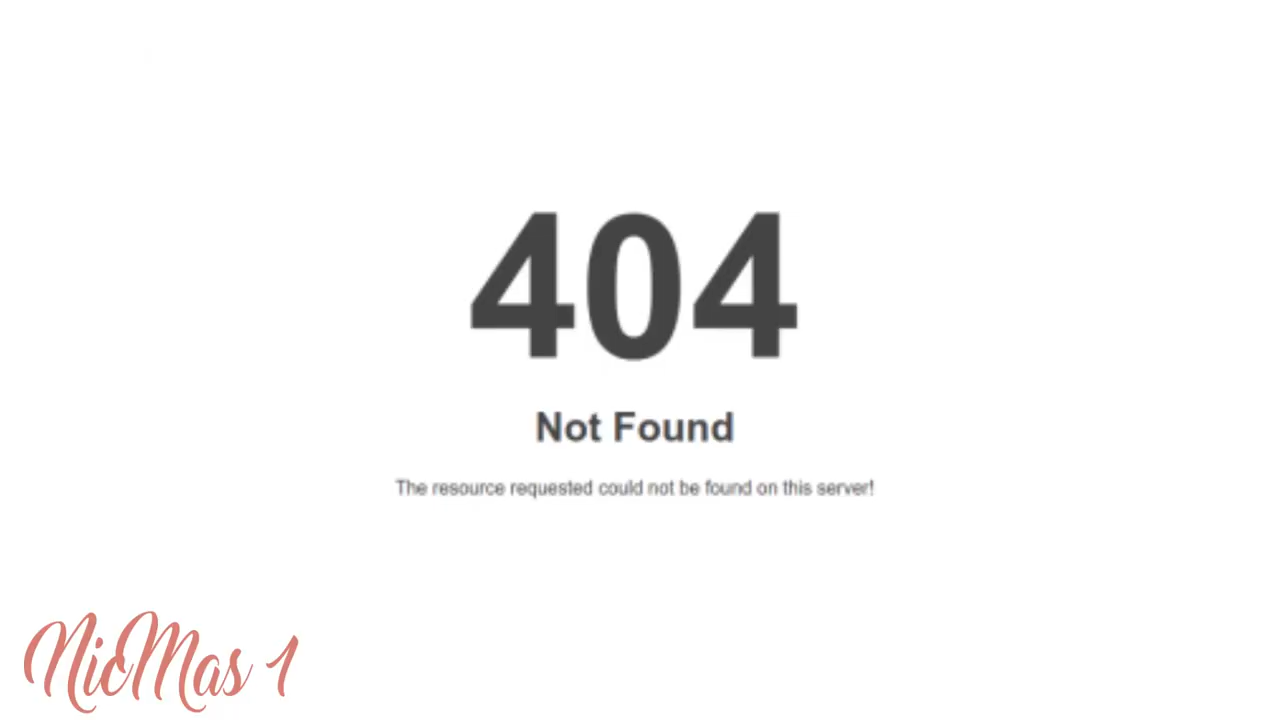 404
Not Found
The resource requested could not be found on this server!
NicMas 1